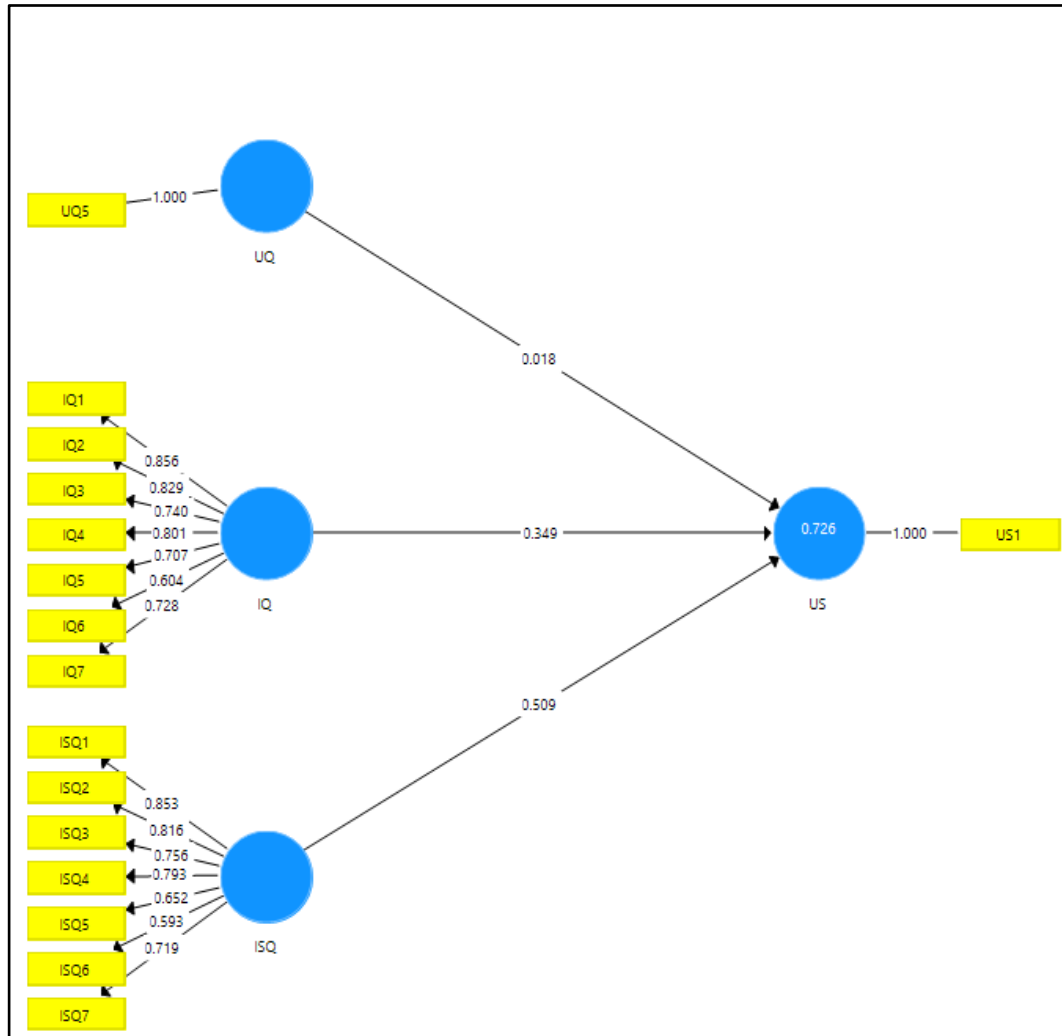 UQ5
1.000
UQ
0.018
IQ1
IQ2
IQ3
IQ4
IQ5
IQ6
IQ7
0.856
0.829
0.740
0.801
0.707
0.604
0.728
IQ
0.349
0.726
US
1.000
US1
ISQ1
ISQ2
ISQ3
ISQ4
ISQ5
ISQ6
ISQ7
0.853
0.816
0.756
0.793
0.652
0.593
0.719
ISQ
0.509